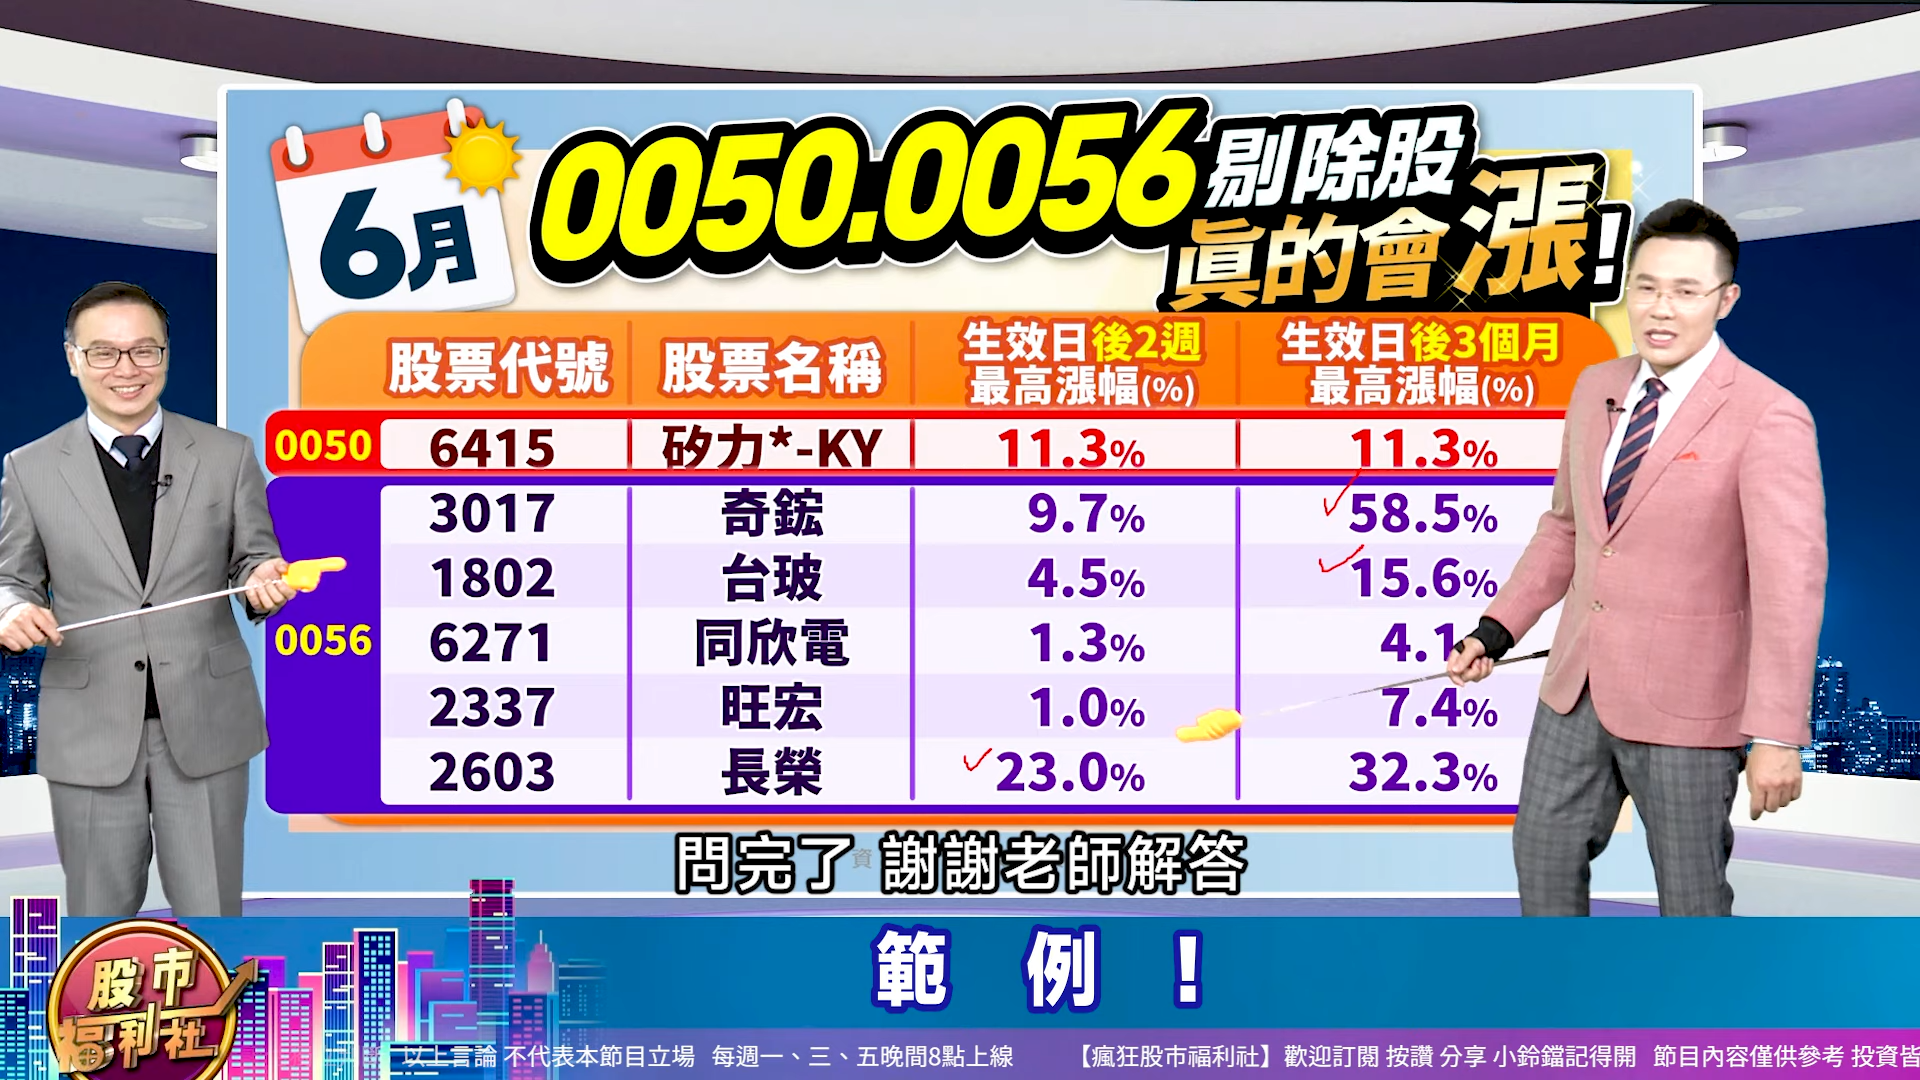 6月
0050.0056剔除股
真的會漲!
股票代號 股票名稱 生效日後2週最高漲幅(%) 生效日後3個月最高漲幅(%)
0050 6415 矽力*-KY 11.3% 11.3%
3017 奇鋐 9.7% 58.5%
1802 台玻 4.5% 15.6%
0056 6271 同欣電 1.3% 4.1
2337 旺宏 1.0% 7.4%
2603 長榮 23.0% 32.3%
資
問完了 謝謝老師解答
範例!
股市
福利社
以上言論 不代表本節目立場 每週一、三、五晚間8點上線 【瘋狂股市福利社】歡迎訂閱 按讚 分享 小鈴鐺記得開 節目內容僅供參考 投資皆